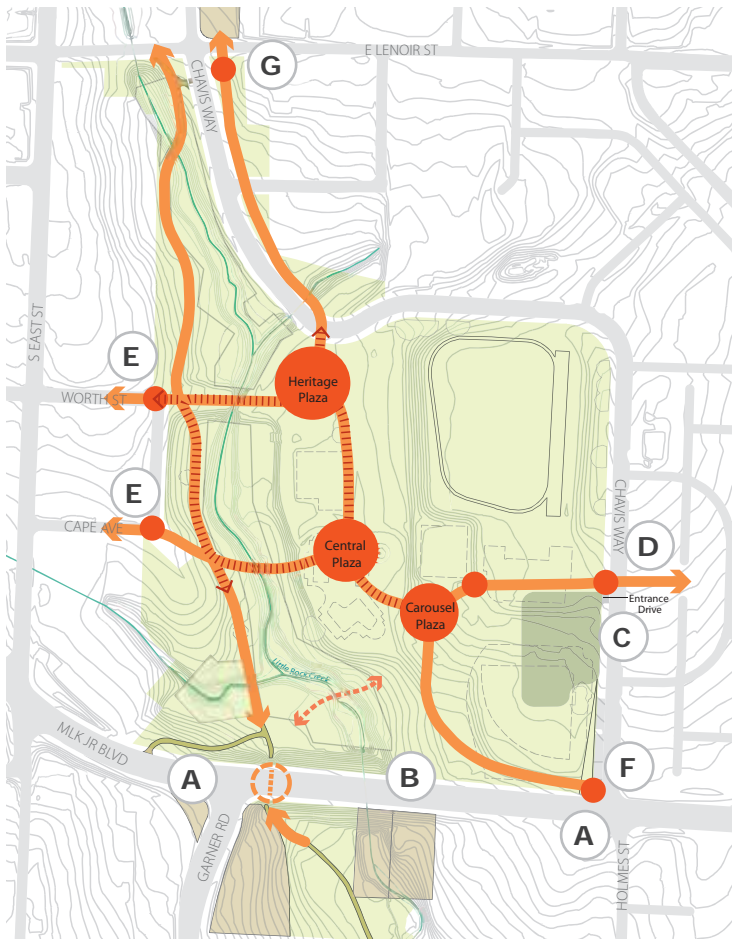 E LENOIR ST
G
CHAVIS WAY
S EAST ST
E
Heritage
Plaza
WORTH ST
E
CAPE AVE
Central
Plaza
CHAVIS WAY
D
Carousel
Plaza
Entrance
Drive
C
Little Rock Creek
MLK JR BLVD
A
B
F
A
GARNER RD
HOLMES ST